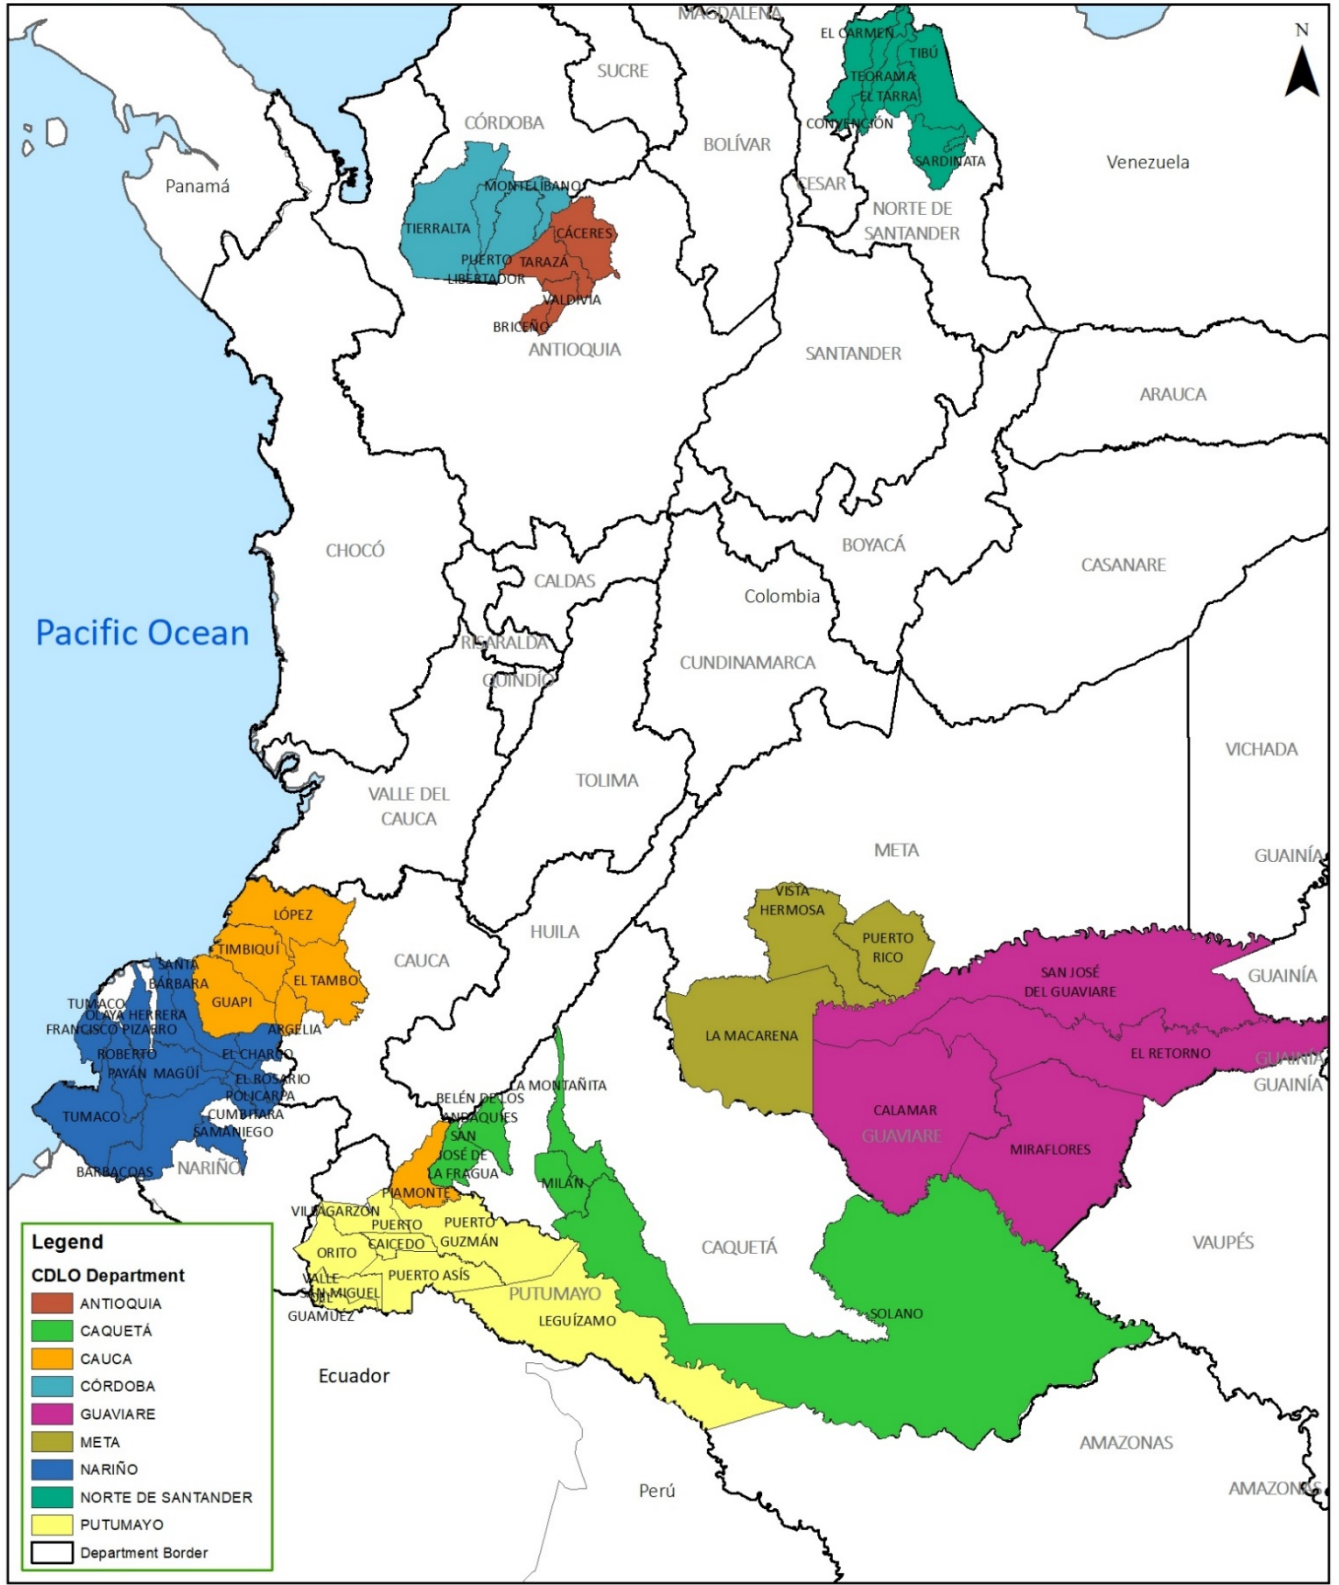 MAGDALENA
N
EL CARMEN
TIBÚ
SUCRE
TEORAMA
EL TARRA
CÓRDOBA
CONVENCIÓN
BOLÍVAR
SARDINATA
Venezuela
Panamá
MONTELÍBANO
CESAR
NORTE DE
SANTANDER
TIERRALTA
CÁCERES
PUERTO
LIBERTADOR
TARAZÁ
VALDIVIA
BRICEÑO
ANTIOQUIA
SANTANDER
ARAUCA
CHOCÓ
BOYACÁ
CASANARE
CALDAS
Colombia
Pacific Ocean
RISARALDA
CUNDINAMARCA
QUINDÍO
VICHADA
TOLIMA
VALLE DEL
CAUCA
META
GUAINÍA
VISTA
HERMOSA
LÓPEZ
HUILA
PUERTO
RICO
TIMBIQUÍ
CAUCA
SANTA
BÁRBARA
EL TAMBO
SAN JOSÉ
DEL GUAVIARE
GUAINÍA
GUAPI
TUMACO
OLAYA HERRERA
FRANCISCO PIZARRO
ARGELIA
LA MACARENA
EL RETORNO
GUAINÍA
GUAINÍA
ROBERTO
PAYÁN
MAGÜÍ
EL CHARCO
EL ROSARIO
POLICARPA
CUMBITARA
SAMANIEGO
TUMACO
BARBACOAS
NARIÑO
LA MONTAÑITA
BELÉN DE LOS
ANDAQUIES
SAN
JOSÉ DE
LA FRAGUA
CALAMAR
GUAVIARE
MIRAFLORES
MILÁN
PIAMONTE
VILLAGARZÓN
PUERTO
CAICEDO
PUERTO
GUZMÁN
ORITO
CAQUETÁ
VAUPÉS
VALLE
DEL
GUAMUEZ
SAN MIGUEL
PUERTO ASÍS
PUTUMAYO
LEGUÍZAMO
SOLANO
Ecuador
AMAZONAS
AMAZONAS
Perú
Legend
CDLO Department
ANTIOQUIA
CAQUETÁ
CAUCA
CÓRDOBA
GUAVIARE
META
NARIÑO
NORTE DE SANTANDER
PUTUMAYO
Department Border